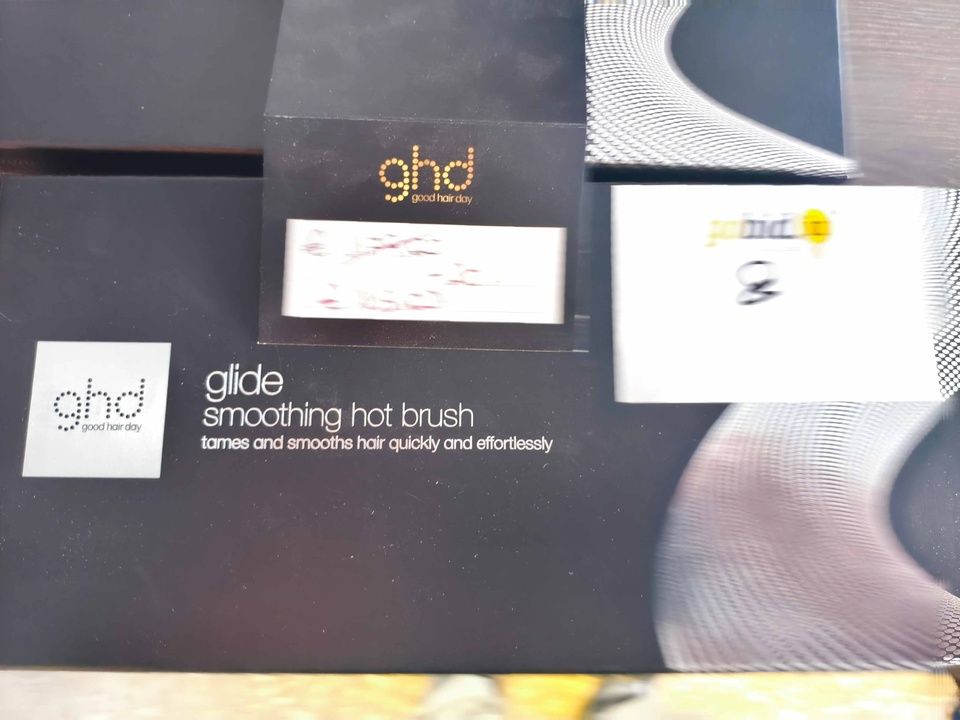 ghd
good hair day
8
ghd
good hair day
glide
smoothing hot brush
tames and smooths hair quickly and effortlessly